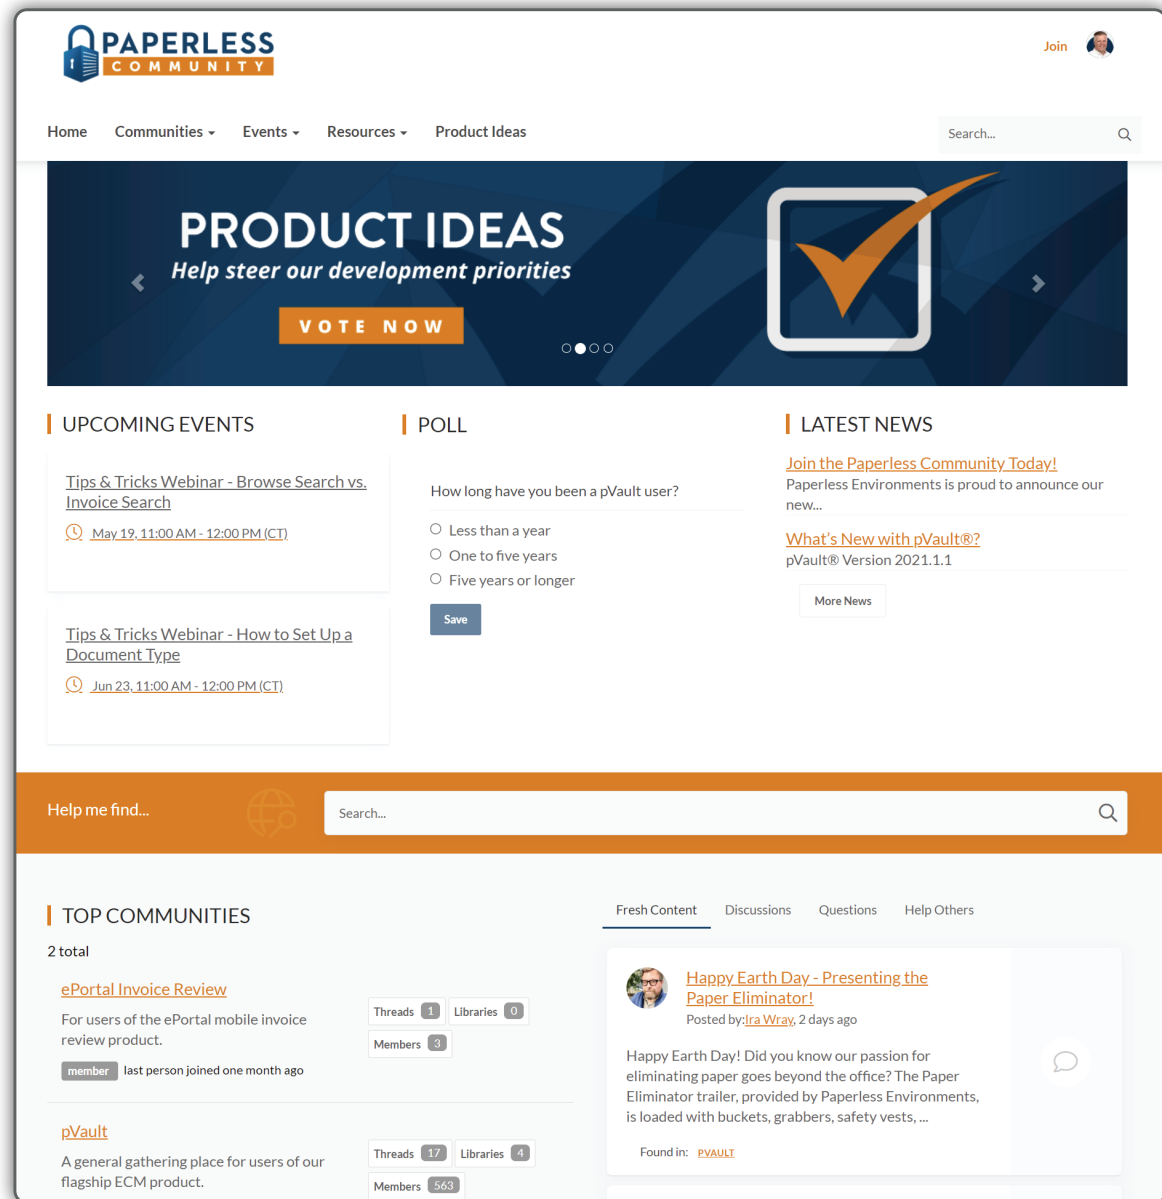 PAPERLESS
COMMUNITY
Join
Home
Communities
Events
Resources
Product Ideas
Search...
PRODUCT IDEAS
Help steer our development priorities
VOTE NOW
UPCOMING EVENTS
Tips & Tricks Webinar - Browse Search vs.
Invoice Search
May 19, 11:00 AM - 12:00 PM (CT)
Tips & Tricks Webinar - How to Set Up a
Document Type
Jun 23, 11:00 AM - 12:00 PM (CT)
POLL
How long have you been a pVault user?
Less than a year
One to five years
Five years or longer
Save
LATEST NEWS
Join the Paperless Community Today!
Paperless Environments is proud to announce our
new...
What's New with pVault®?
pVault® Version 2021.1.1
More News
Help me find...
Search...
TOP COMMUNITIES
2 total
ePortal Invoice Review
For users of the ePortal mobile invoice
review product.
member last person joined one month ago
Threads 1 Libraries 0
Members 3
pVault
A general gathering place for users of our
flagship ECM product.
Threads 17 Libraries 4
Members 563
Fresh Content
Discussions
Questions
Help Others
Happy Earth Day - Presenting the
Paper Eliminator!
Posted by:Ira Wray, 2 days ago
Happy Earth Day! Did you know our passion for
eliminating paper goes beyond the office? The Paper
Eliminator trailer, provided by Paperless Environments,
is loaded with buckets, grabbers, safety vests, ...
Found in: PVAULT